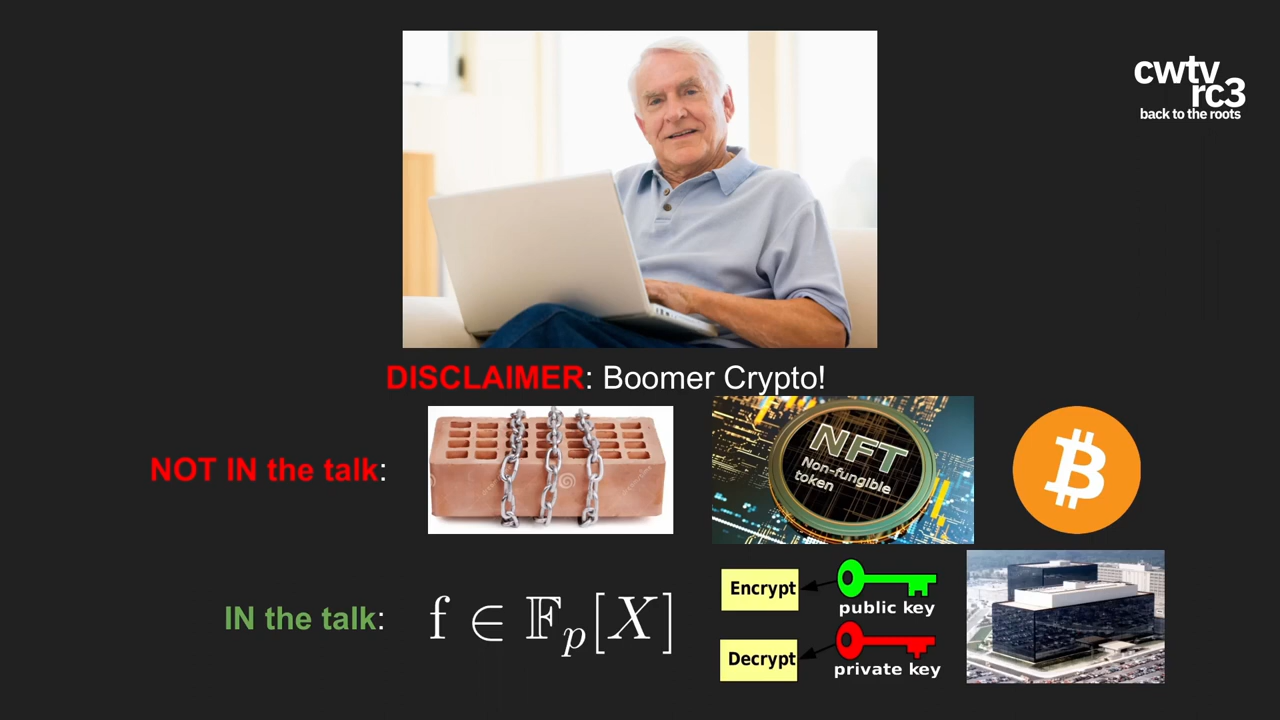 cwtv
rc3
back to the roots
DISCLAIMER: Boomer Crypto!
NOT IN the talk:
NFT
Non-fungible
token
₿
IN the talk:
f ∈ 𝔽ₚ[X]
Encrypt
public key
Decrypt
private key